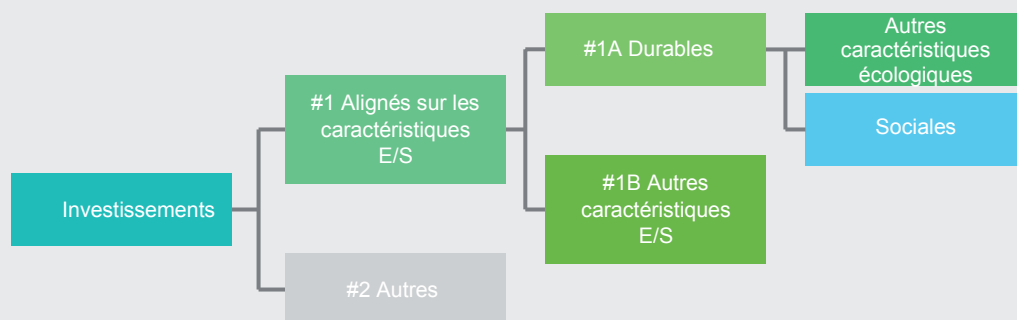 Investissements
#1 Alignés sur les
caractéristiques
E/S
#2 Autres
#1A Durables
#1B Autres
caractéristiques
E/S
Autres
caractéristiques
écologiques
Sociales